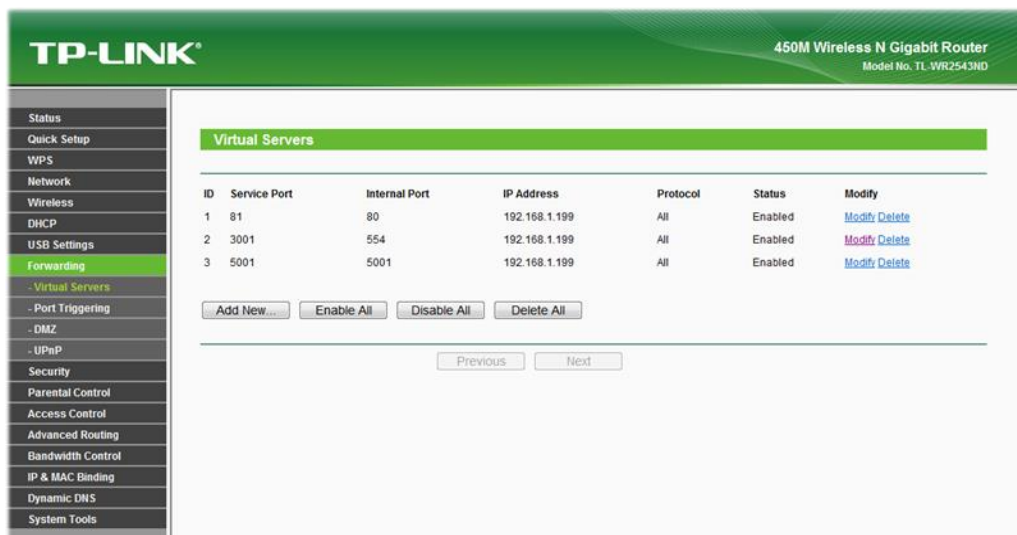 TP-LINK®
450M Wireless N Gigabit Router
Model No. TL-WR2543ND
Status
Quick Setup
WPS
Network
Wireless
DHCP
USB Settings
Forwarding
- Virtual Servers
- Port Triggering
- DMZ
- UPnP
Security
Parental Control
Access Control
Advanced Routing
Bandwidth Control
IP & MAC Binding
Dynamic DNS
System Tools
Virtual Servers
ID Service Port Internal Port IP Address Protocol Status Modify
1 81 80 192.168.1.199 All Enabled Modify Delete
2 3001 554 192.168.1.199 All Enabled Modify Delete
3 5001 5001 192.168.1.199 All Enabled Modify Delete
Add New... Enable All Disable All Delete All
Previous Next